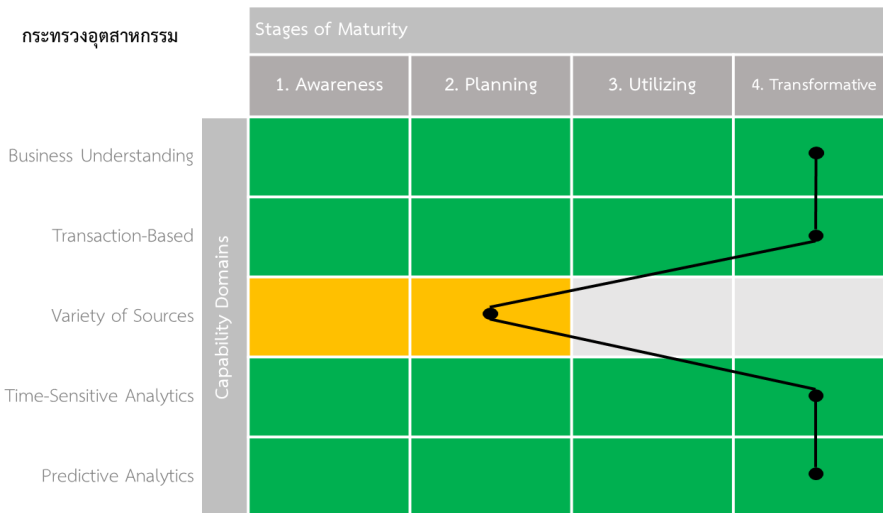 กระทรวงอุตสาหกรรม
Stages of Maturity
1. Awareness
2. Planning
3. Utilizing
4. Transformative
Capability Domains
Business Understanding
Transaction-Based
Variety of Sources
Time-Sensitive Analytics
Predictive Analytics